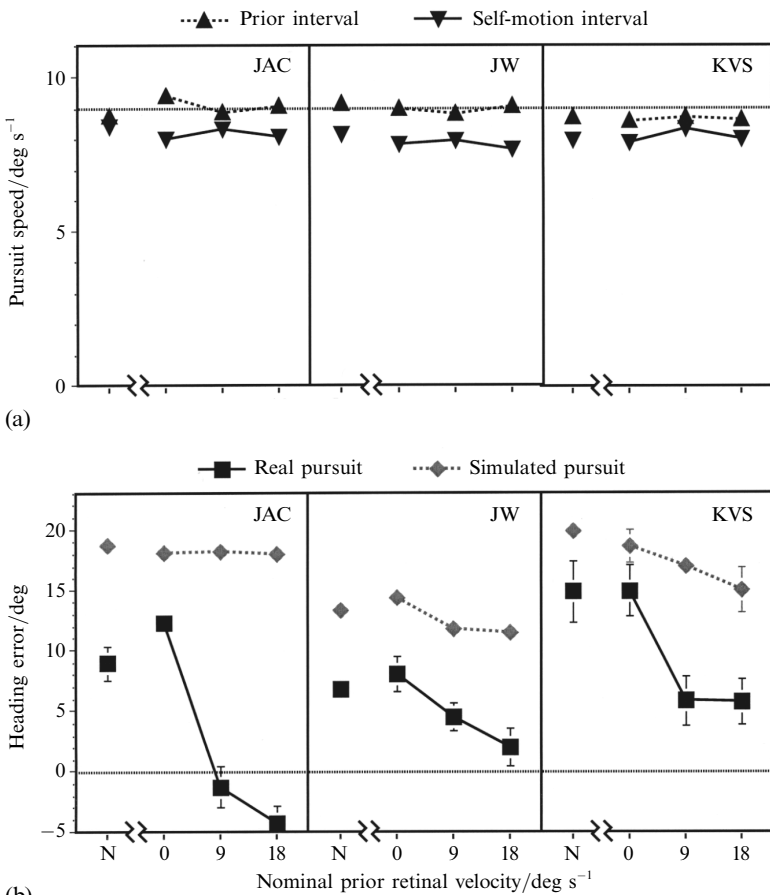 Prior interval Self-motion interval
JAC JW KVS
10
5
0
Pursuit speed/deg s⁻¹
(a)
Real pursuit Simulated pursuit
JAC JW KVS
20
15
10
5
0
−5
Heading error/deg
N 0 9 18 N 0 9 18 N 0 9 18
Nominal prior retinal velocity/deg s⁻¹
(b)